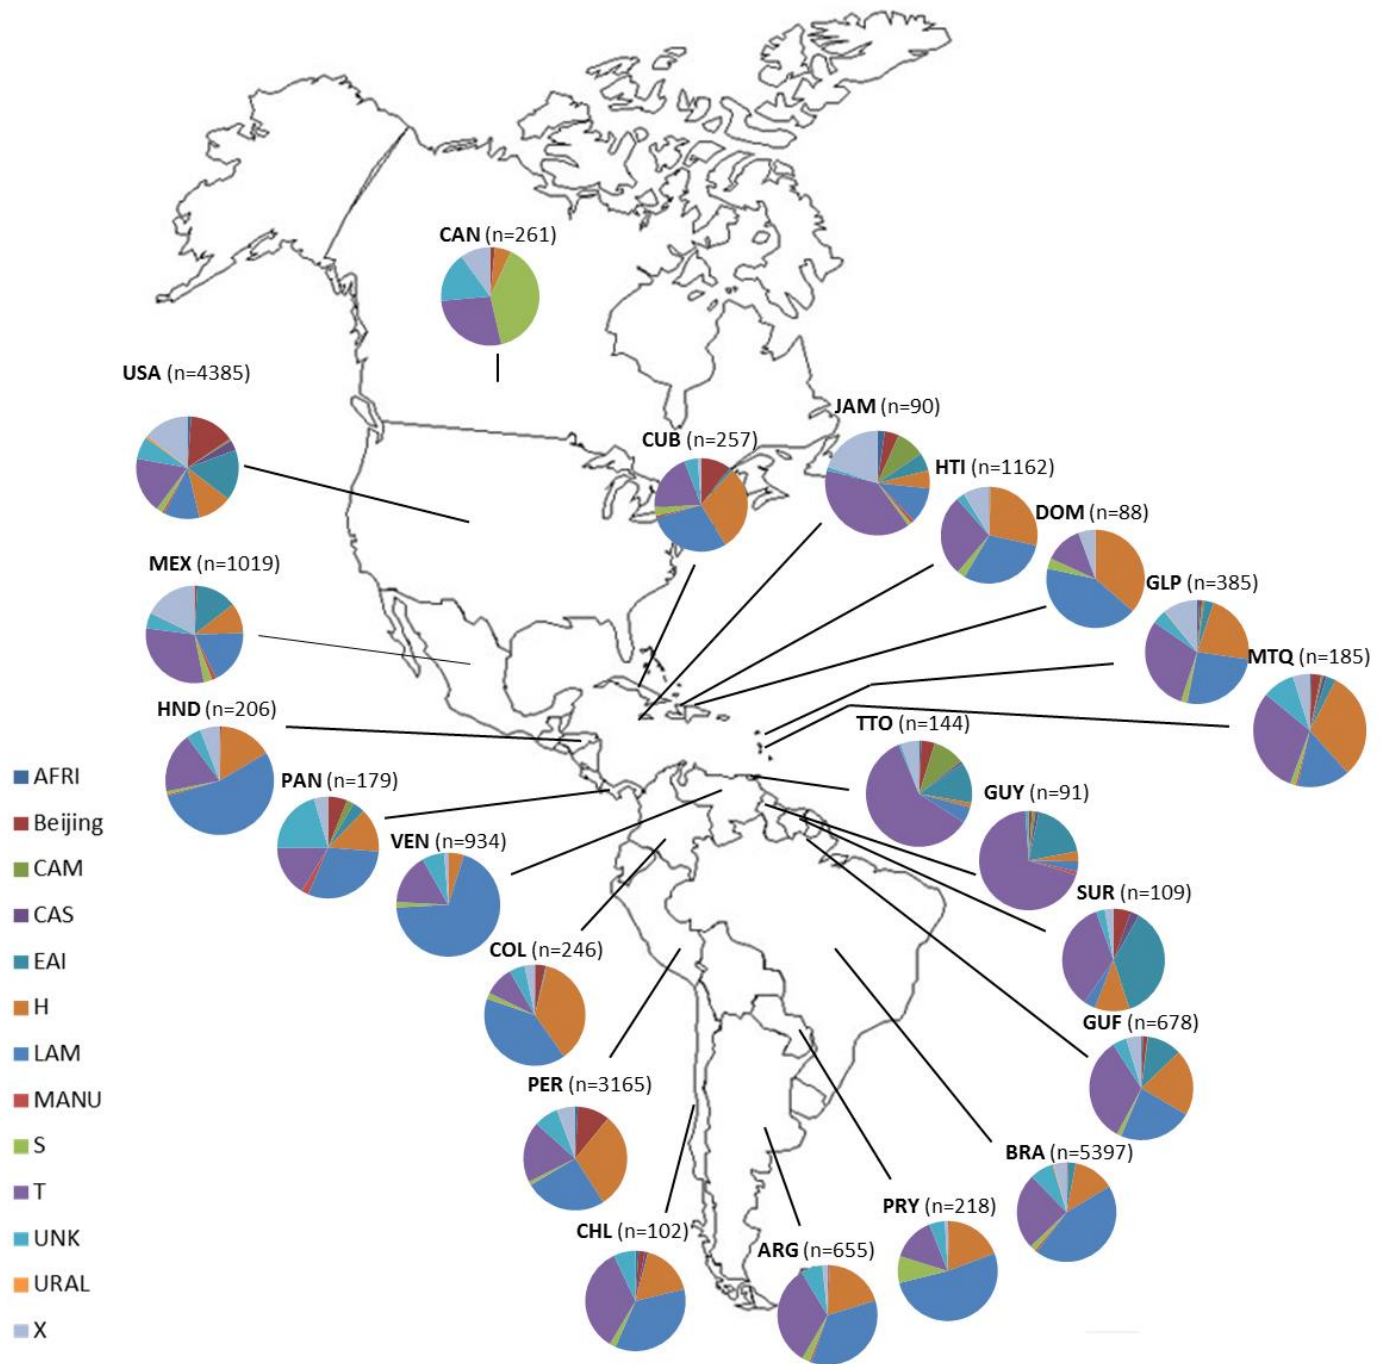 CAN (n=261)
USA (n=4385)
JAM (n=90)
CUB (n=257)
HTI (n=1162)
DOM (n=88)
MEX (n=1019)
GLP (n=385)
MTQ (n=185)
HND (n=206)
TTO (n=144)
PAN (n=179)
GUY (n=91)
VEN (n=934)
SUR (n=109)
COL (n=246)
GUF (n=678)
PER (n=3165)
BRA (n=5397)
PRY (n=218)
CHL (n=102)
ARG (n=655)
AFRI
Beijing
CAM
CAS
EAI
H
LAM
MANU
S
T
UNK
URAL
X